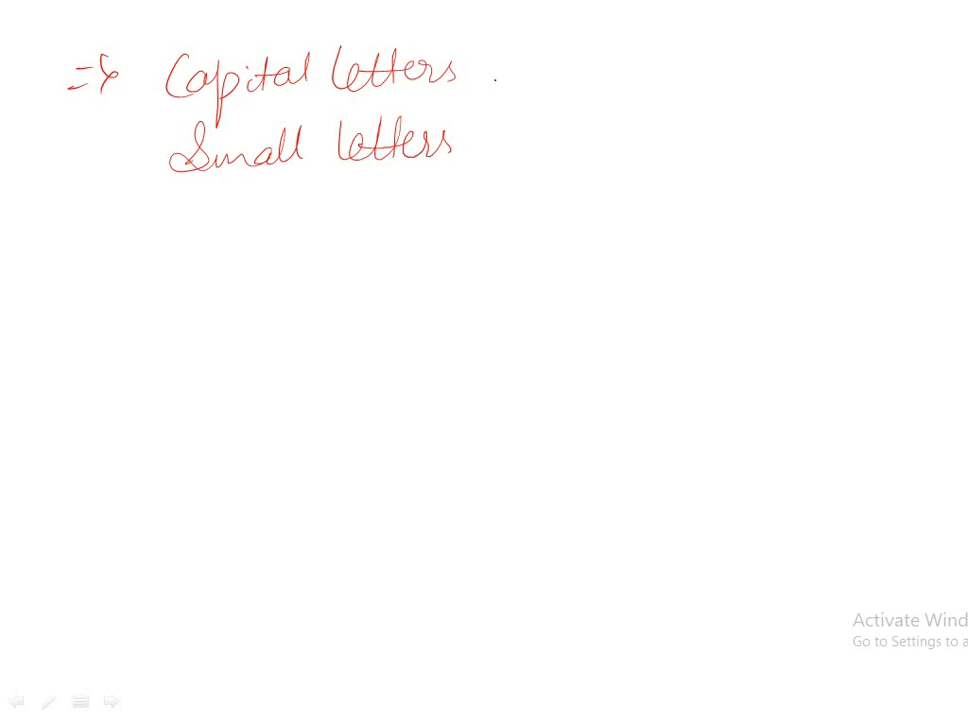 => Capital letters .
Small letters
Activate Wind
Go to Settings to a